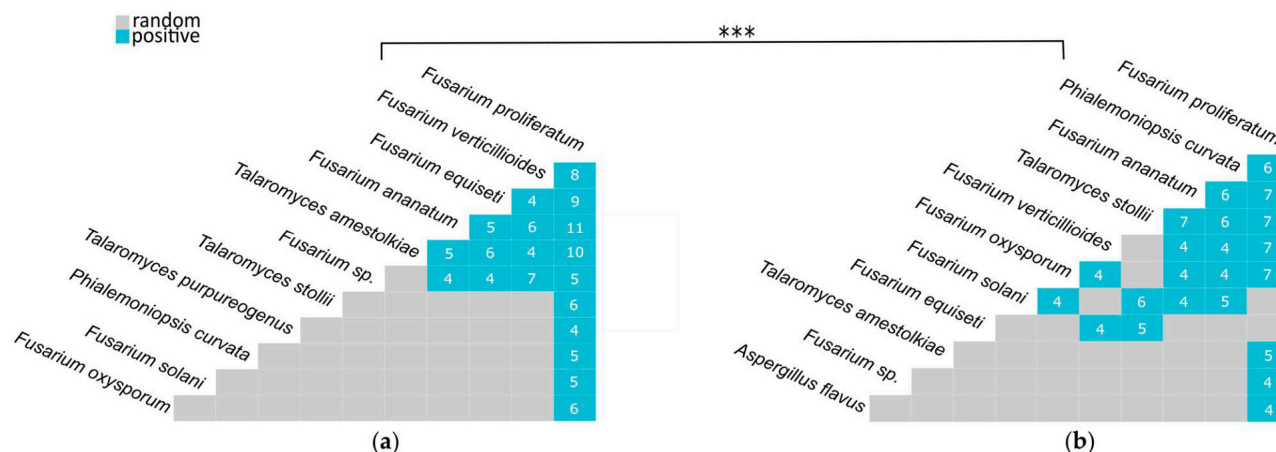 random
positive
***
Fusarium proliferatum
Fusarium verticillioides
Fusarium equiseti
Fusarium ananatum
Talaromyces amestolkiae
Fusarium sp.
Talaromyces stollii
Talaromyces purpureogenus
Phialemoniopsis curvata
Fusarium solani
Fusarium oxysporum
8
4 9
5 6 11
5 6 4 10
4 4 7 5
6
4
5
5
6
(a)
Fusarium proliferatum
Phialemoniopsis curvata
Fusarium ananatum
Talaromyces stollii
Fusarium verticillioides
Fusarium oxysporum
Fusarium solani
Fusarium equiseti
Talaromyces amestolkiae
Fusarium sp.
Aspergillus flavus
6
6 7
7 6 7
4 4 7
4 4 4 7
4 6 4 5
4 5
5
4
4
(b)